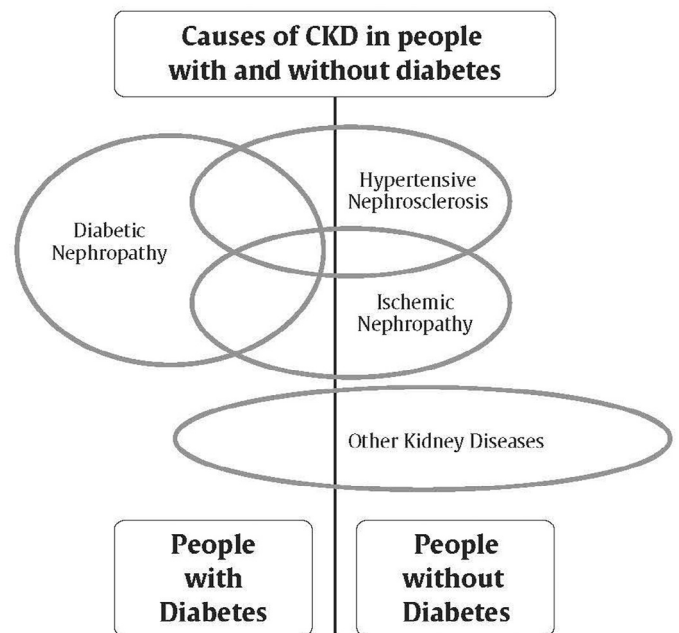 Causes of CKD in people
with and without diabetes
Hypertensive
Nephrosclerosis
Diabetic
Nephropathy
Ischemic
Nephropathy
Other Kidney Diseases
People
with
Diabetes
People
without
Diabetes